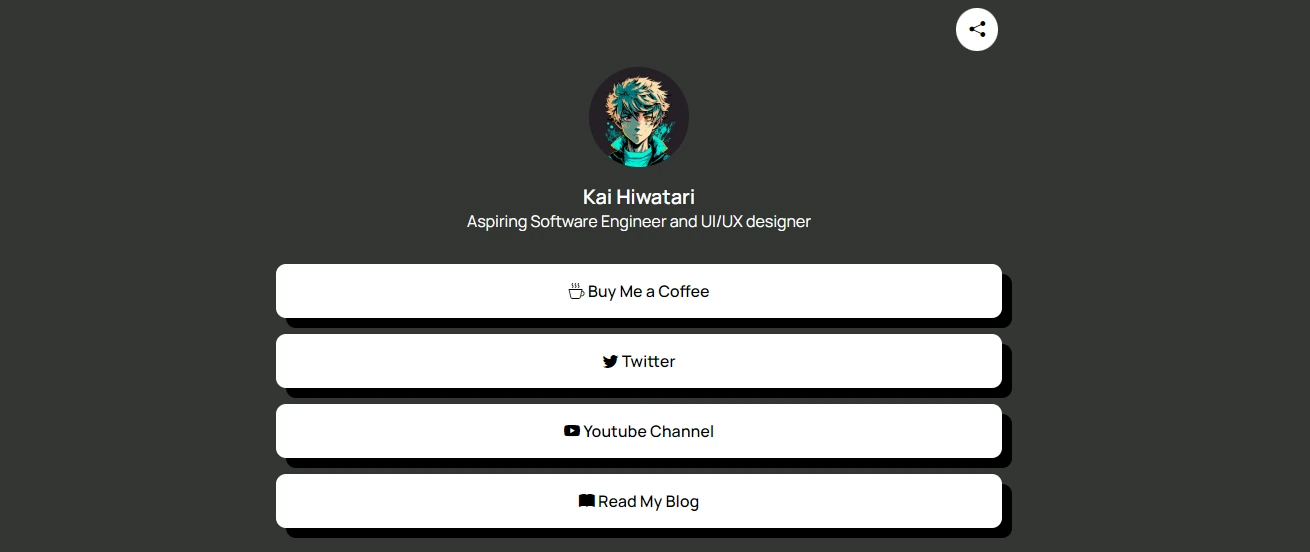 Kai Hiwatari
Aspiring Software Engineer and UI/UX designer
Buy Me a Coffee
Twitter
Youtube Channel
Read My Blog